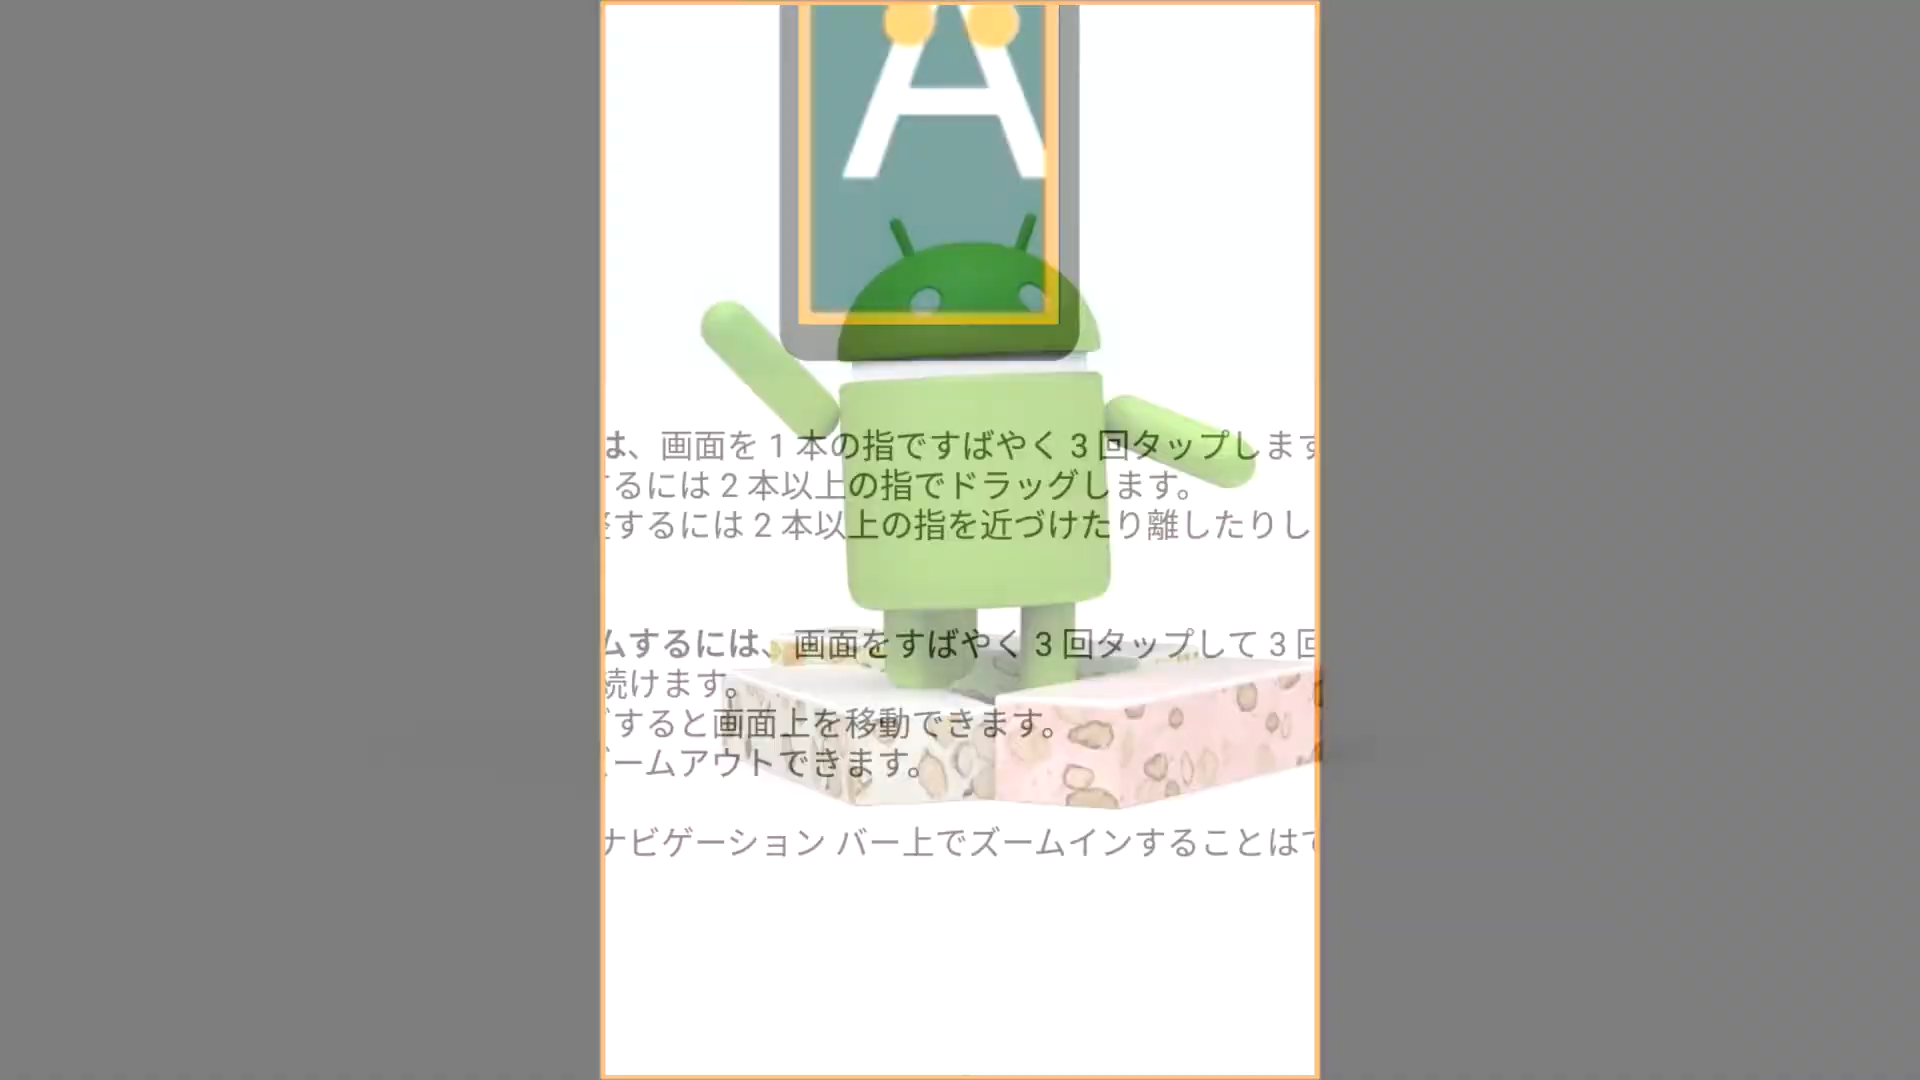 A
は、画面を 1 本の指ですばやく 3 回タップします
するには 2 本以上の指でドラッグします。
整するには 2 本以上の指を近づけたり離したりし
ムするには、画面をすばやく 3 回タップして 3 回
続けます。
すると画面上を移動できます。
ームアウトできます。
ナビゲーション バー上でズームインすることはで